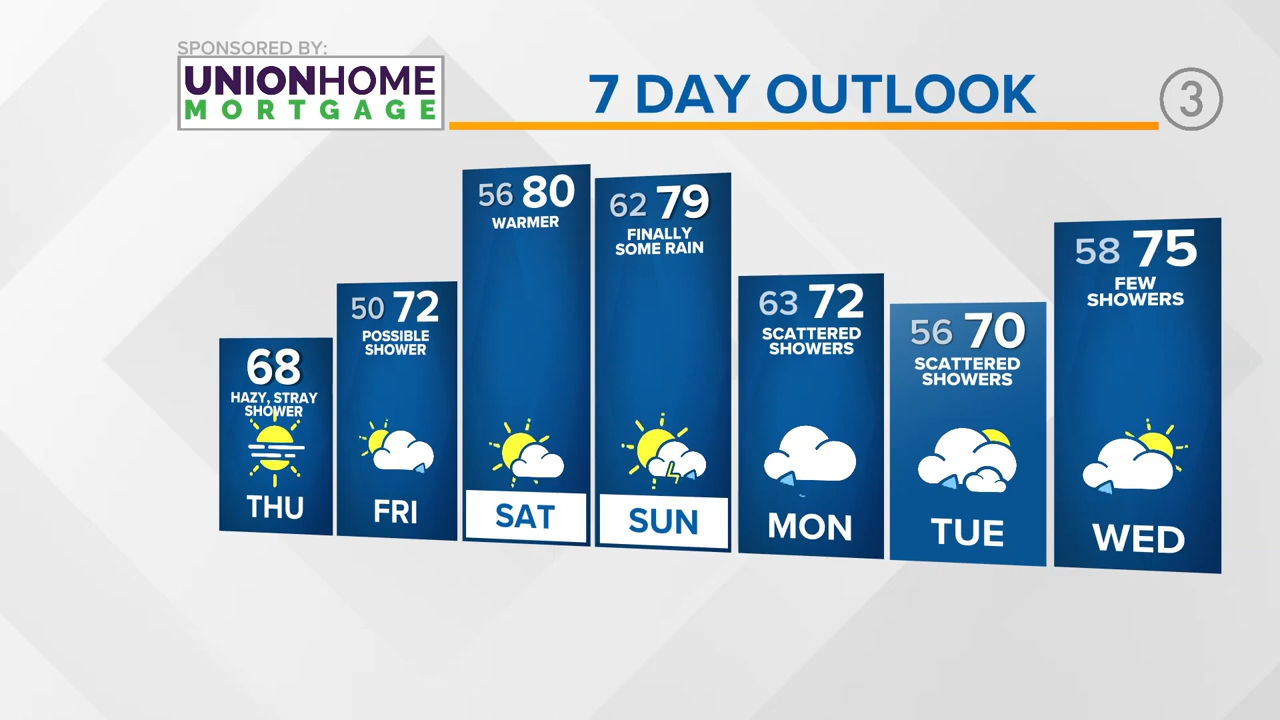 SPONSORED BY:
UNIONHOME
MORTGAGE
7 DAY OUTLOOK
3
68
HAZY, STRAY
SHOWER
THU
50 72
POSSIBLE
SHOWER
FRI
56 80
WARMER
SAT
62 79
FINALLY
SOME RAIN
SUN
63 72
SCATTERED
SHOWERS
MON
56 70
SCATTERED
SHOWERS
TUE
58 75
FEW
SHOWERS
WED